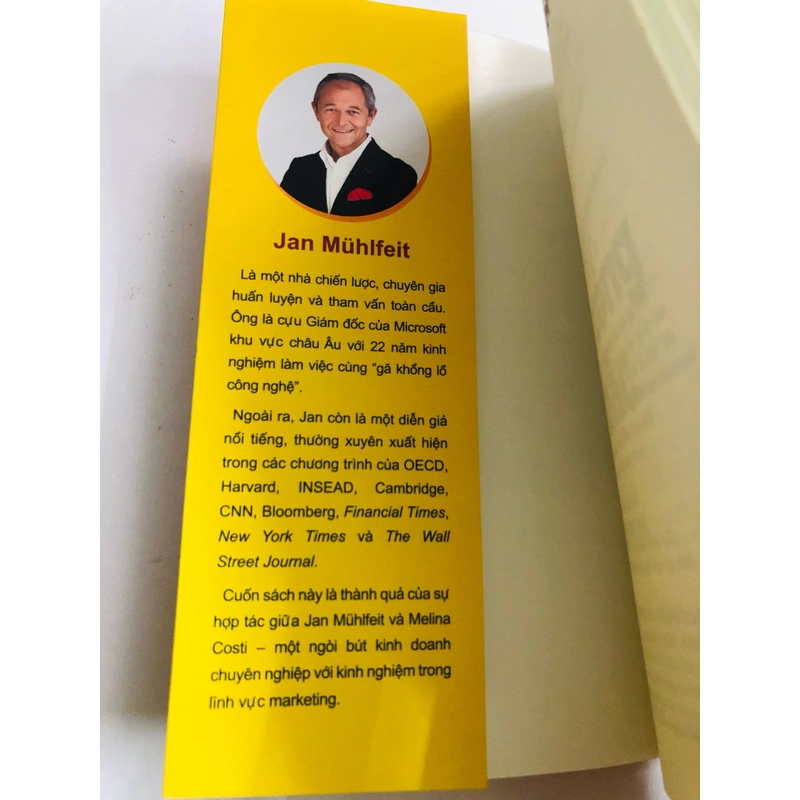 Jan Mühlfeit
Là một nhà chiến lược, chuyên gia
huấn luyện và tham vấn toàn cầu.
Ông là cựu Giám đốc của Microsoft
khu vực châu Âu với 22 năm kinh
nghiệm làm việc cùng “gã khổng lồ
công nghệ”.
Ngoài ra, Jan còn là một diễn giả
nổi tiếng, thường xuyên xuất hiện
trong các chương trình của OECD,
Harvard, INSEAD, Cambridge,
CNN, Bloomberg, Financial Times,
New York Times và The Wall
Street Journal.
Cuốn sách này là thành quả của sự
hợp tác giữa Jan Mühlfeit và Melina
Costi – một ngòi bút kinh doanh
chuyên nghiệp với kinh nghiệm trong
lĩnh vực marketing.